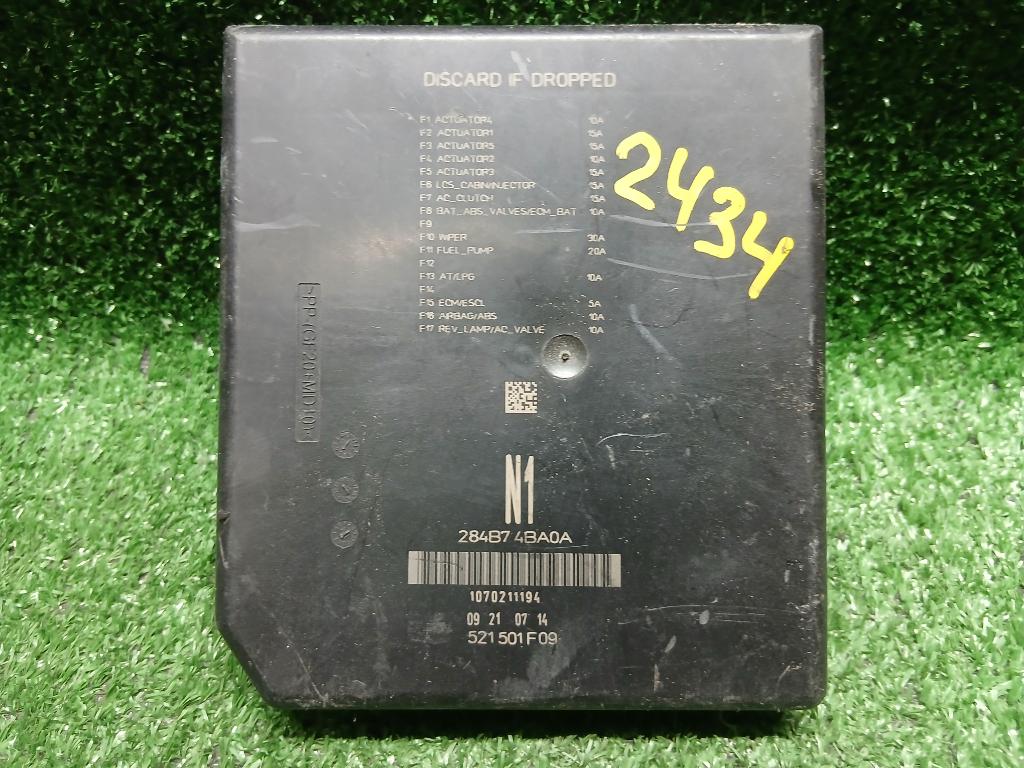 DISCARD IF DROPPED
F1 ACTUATOR4 10A
F2 ACTUATOR1 15A
F3 ACTUATOR5 15A
F4 ACTUATOR2 10A
F5 ACTUATOR3 15A
F6 LCS_CABIN/INJECTOR 15A
F7 AC_CLUTCH 15A
F8 BAT_ABS_VALVES/ECM_BAT 10A
F9
F10 WIPER 30A
F11 FUEL_PUMP 20A
F12
F13 AT/LPG 10A
F14
F15 ECM/ESCL 5A
F16 AIRBAG/ABS 10A
F17 REV_LAMP/AC_VALVE 10A
2434
N1
284B7 4BA0A
1070211194
09 21 07 14
521501F09